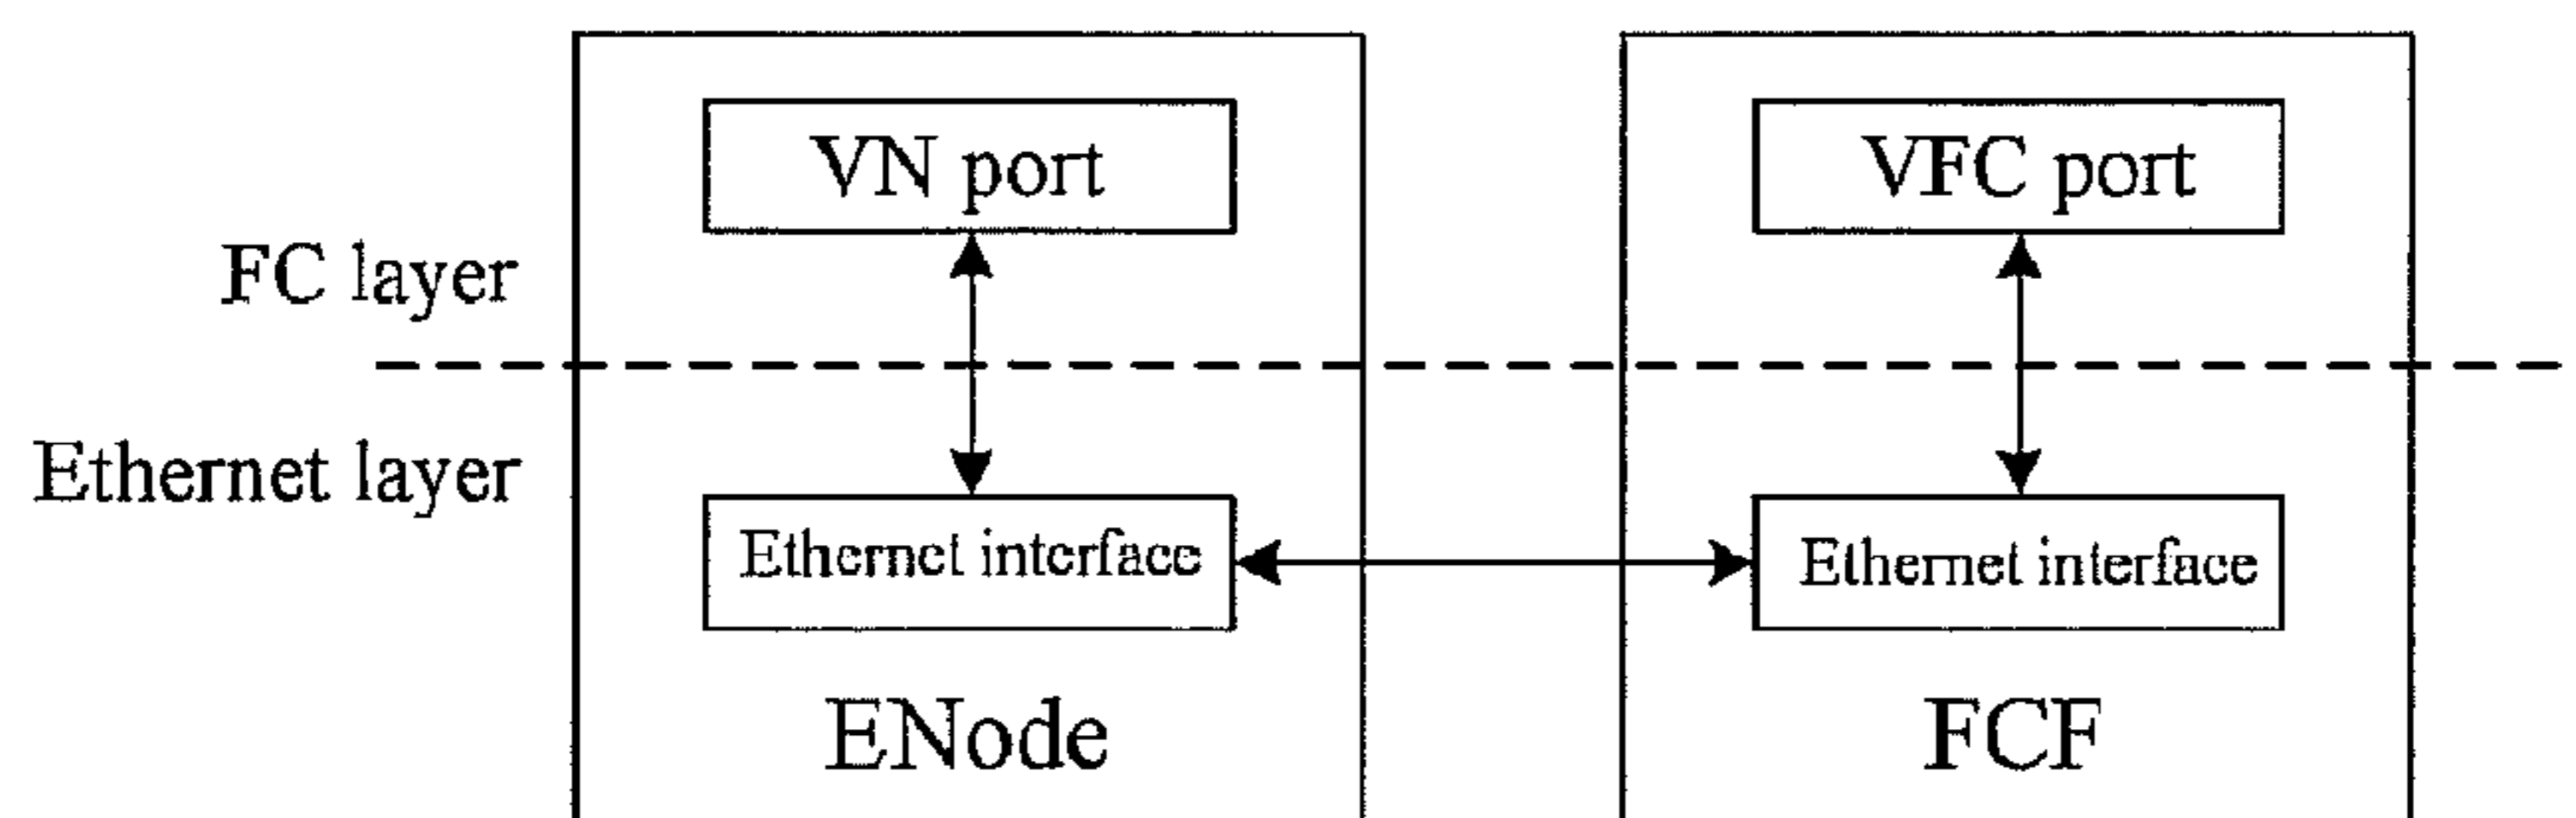 VN port
VFC port
FC layer
Ethernet layer
Ethernet interface
Ethernet interface
ENode
FCF